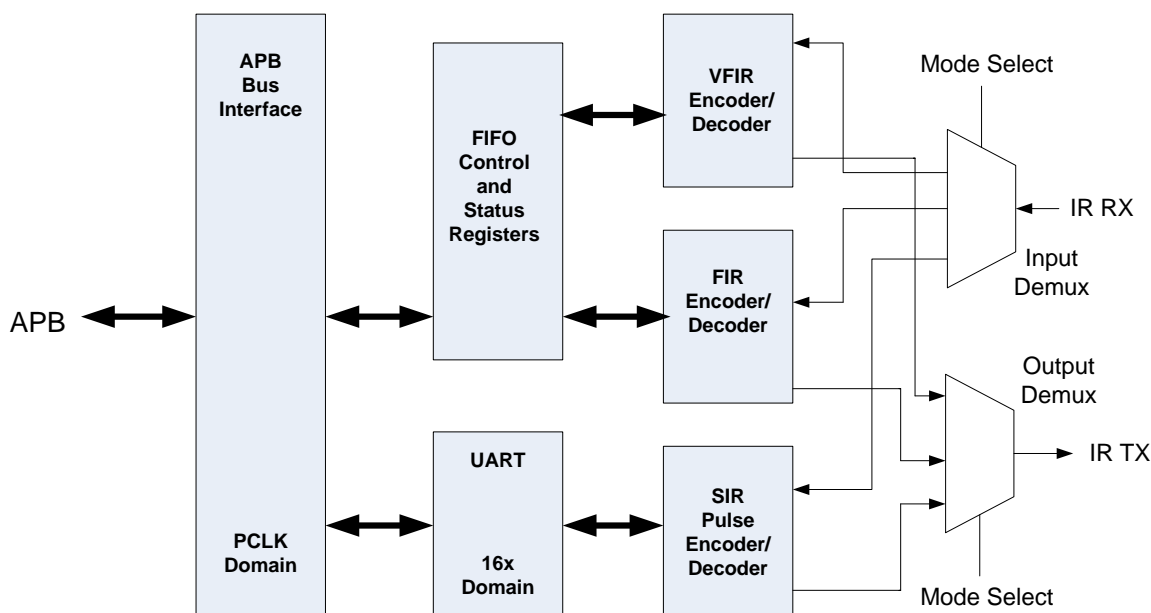 APB
APB
Bus
Interface
PCLK
Domain
FIFO
Control
and
Status
Registers
UART
16x
Domain
VFIR
Encoder/
Decoder
FIR
Encoder/
Decoder
SIR
Pulse
Encoder/
Decoder
Mode Select
IR RX
Input
Demux
Output
Demux
IR TX
Mode Select